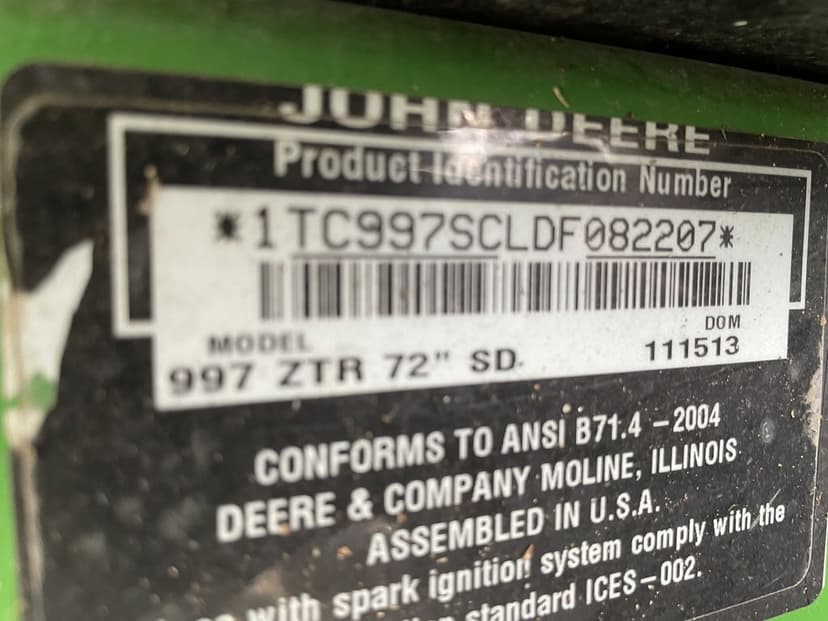 JOHN DEERE
Product Identification Number
*1TC997SCLDF082207*
DOM
MODEL 111513
997 ZTR 72" SD.
CONFORMS TO ANSI B71.4 - 2004
DEERE & COMPANY MOLINE, ILLINOIS
ASSEMBLED IN U.S.A.
with spark ignition system comply with the
standard ICES-002.